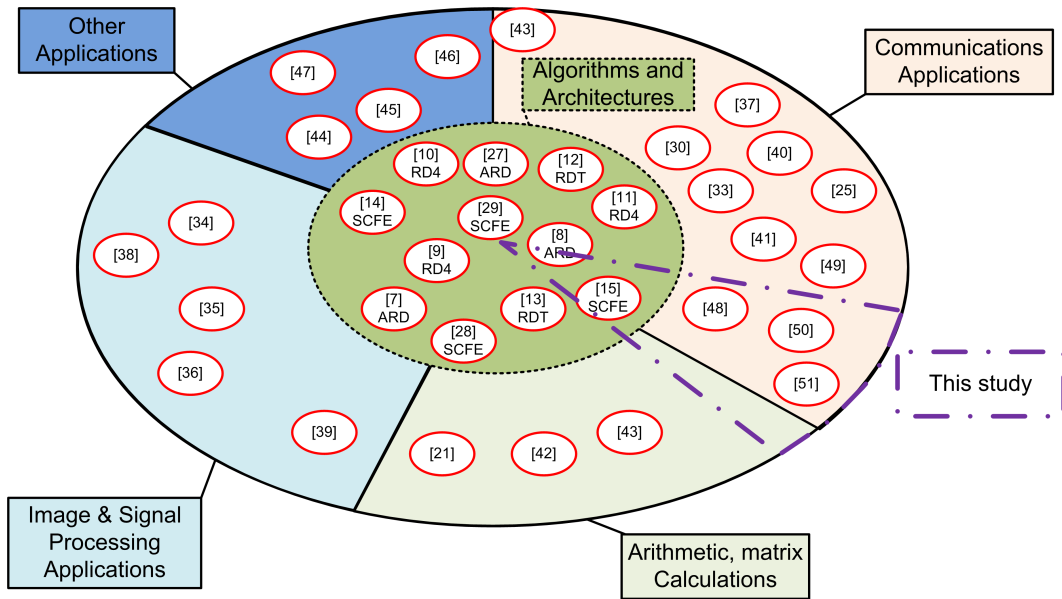 Other
Applications
[43]
Communications
Applications
[47]
[46]
Algorithms and
Architectures
[45]
[44]
[37]
[30]
[40]
[33]
[25]
[41]
[49]
[48]
[50]
[51]
[10]
RD4
[27]
ARD
[12]
RDT
[14]
SCFE
[29]
SCFE
[11]
RD4
[8]
ARD
[9]
RD4
[7]
ARD
[13]
RDT
[15]
SCFE
[28]
SCFE
[34]
[38]
[35]
[36]
[39]
This study
[21]
[42]
[43]
Image & Signal
Processing
Applications
Arithmetic, matrix
Calculations